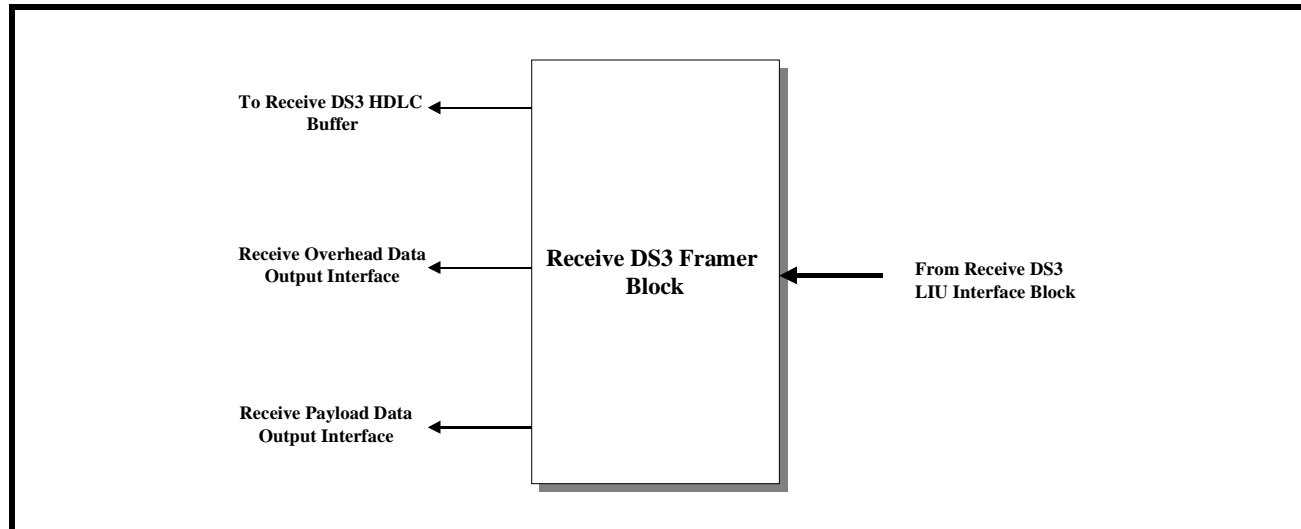 To Receive DS3 HDLC
Buffer
Receive Overhead Data
Output Interface
Receive Payload Data
Output Interface
Receive DS3 Framer
Block
From Receive DS3
LIU Interface Block